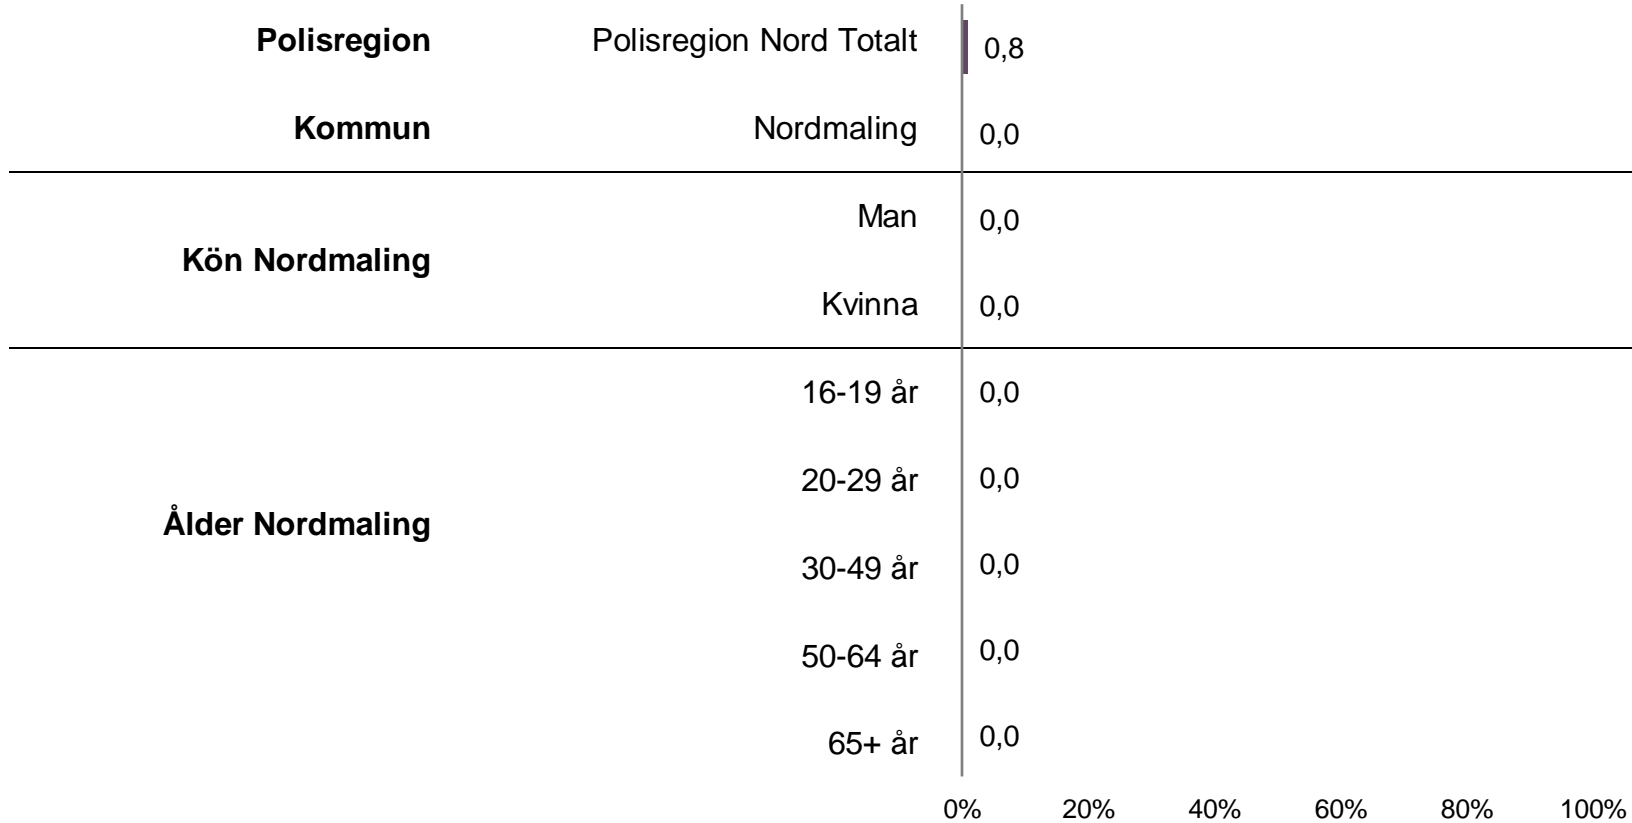 Polisregion Polisregion Nord Totalt 0,8
Kommun Nordmaling 0,0
Man 0,0
Kön Nordmaling
Kvinna 0,0
16-19 år 0,0
20-29 år 0,0
Ålder Nordmaling
30-49 år 0,0
50-64 år 0,0
65+ år 0,0
0% 20% 40% 60% 80% 100%